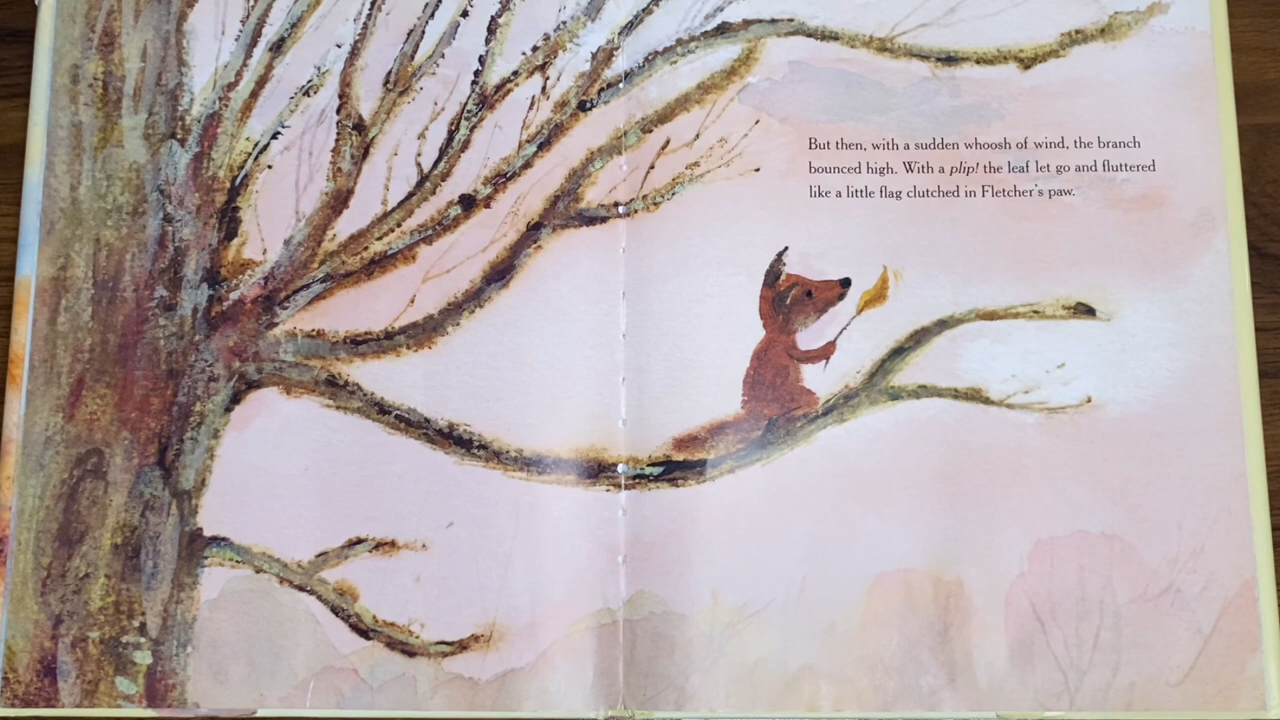 But then, with a sudden whoosh of wind, the branch
bounced high. With a plip! the leaf let go and fluttered
like a little flag clutched in Fletcher's paw.